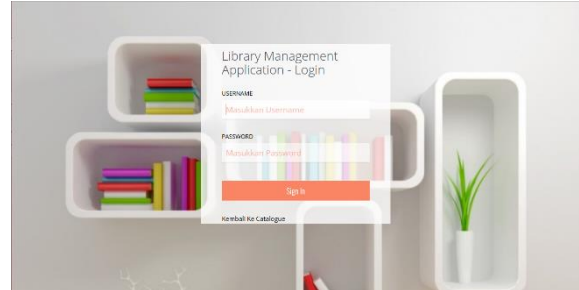 Library Management
Application - Login
USERNAME
Masukkan Username
PASSWORD
Masukkan Password
Sign In
Kembali Ke Catalogue